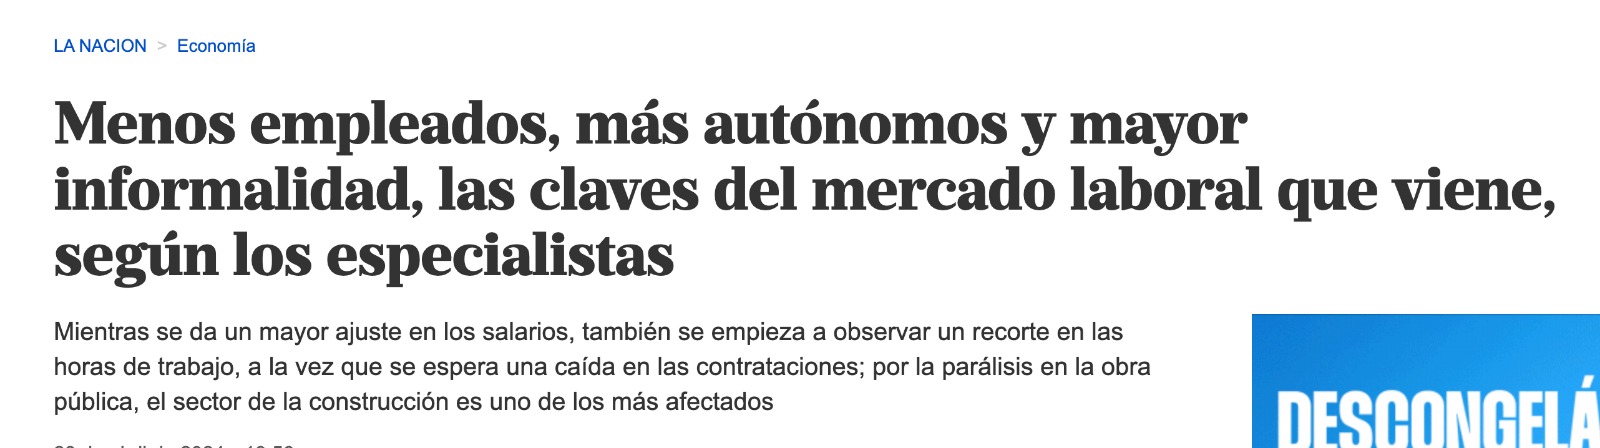 LA NACION > Economía
Menos empleados, más autónomos y mayor
informalidad, las claves del mercado laboral que viene,
según los especialistas
Mientras se da un mayor ajuste en los salarios, también se empieza a observar un recorte en las
horas de trabajo, a la vez que se espera una caída en las contrataciones; por la parálisis en la obra
pública, el sector de la construcción es uno de los más afectados
DESCONGELÁ